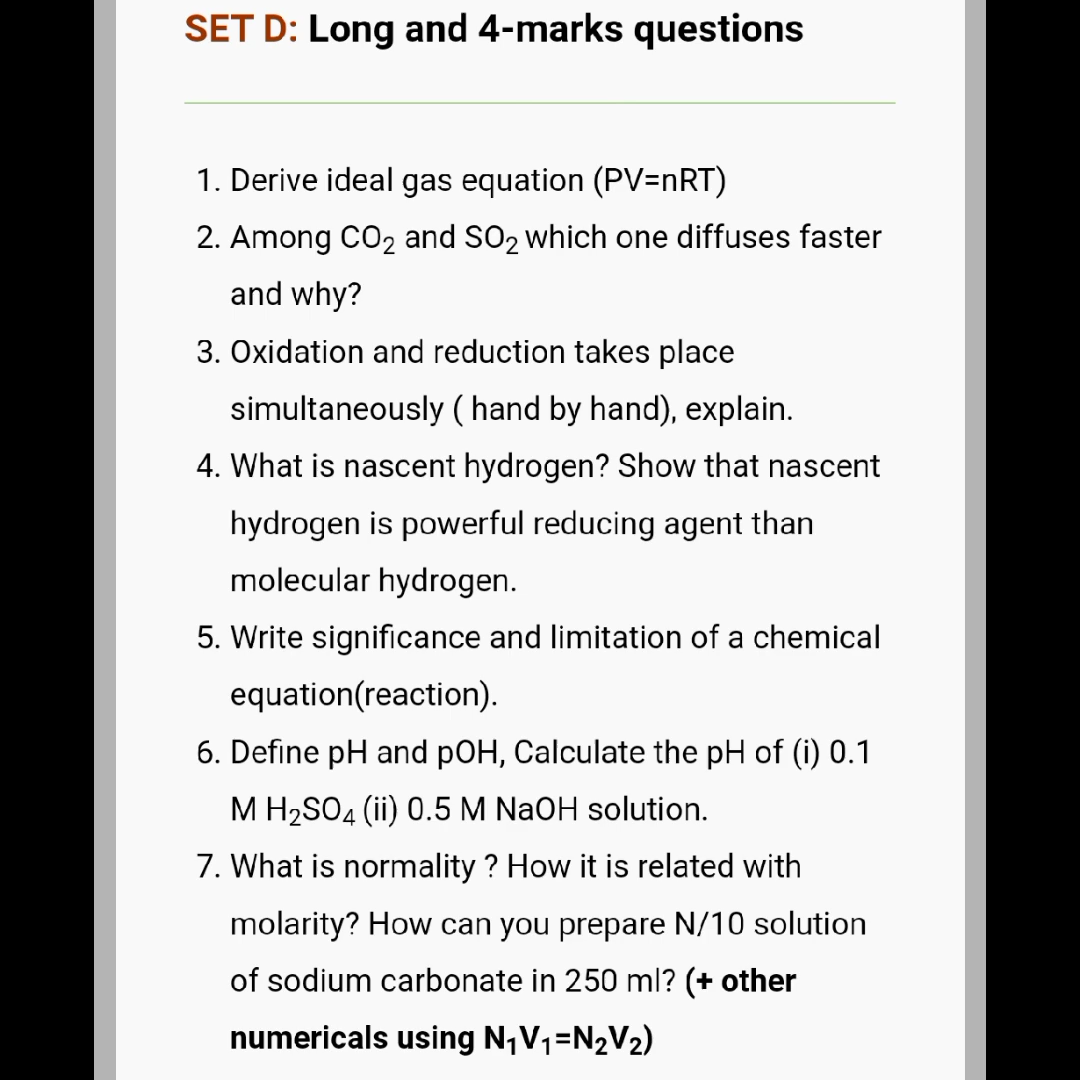 SET D: Long and 4-marks questions
1. Derive ideal gas equation (PV=nRT)
2. Among CO₂ and SO₂ which one diffuses faster
and why?
3. Oxidation and reduction takes place
simultaneously ( hand by hand), explain.
4. What is nascent hydrogen? Show that nascent
hydrogen is powerful reducing agent than
molecular hydrogen.
5. Write significance and limitation of a chemical
equation(reaction).
6. Define pH and pOH, Calculate the pH of (i) 0.1
M H₂SO₄ (ii) 0.5 M NaOH solution.
7. What is normality ? How it is related with
molarity? How can you prepare N/10 solution
of sodium carbonate in 250 ml? (+ other
numericals using N₁V₁=N₂V₂)